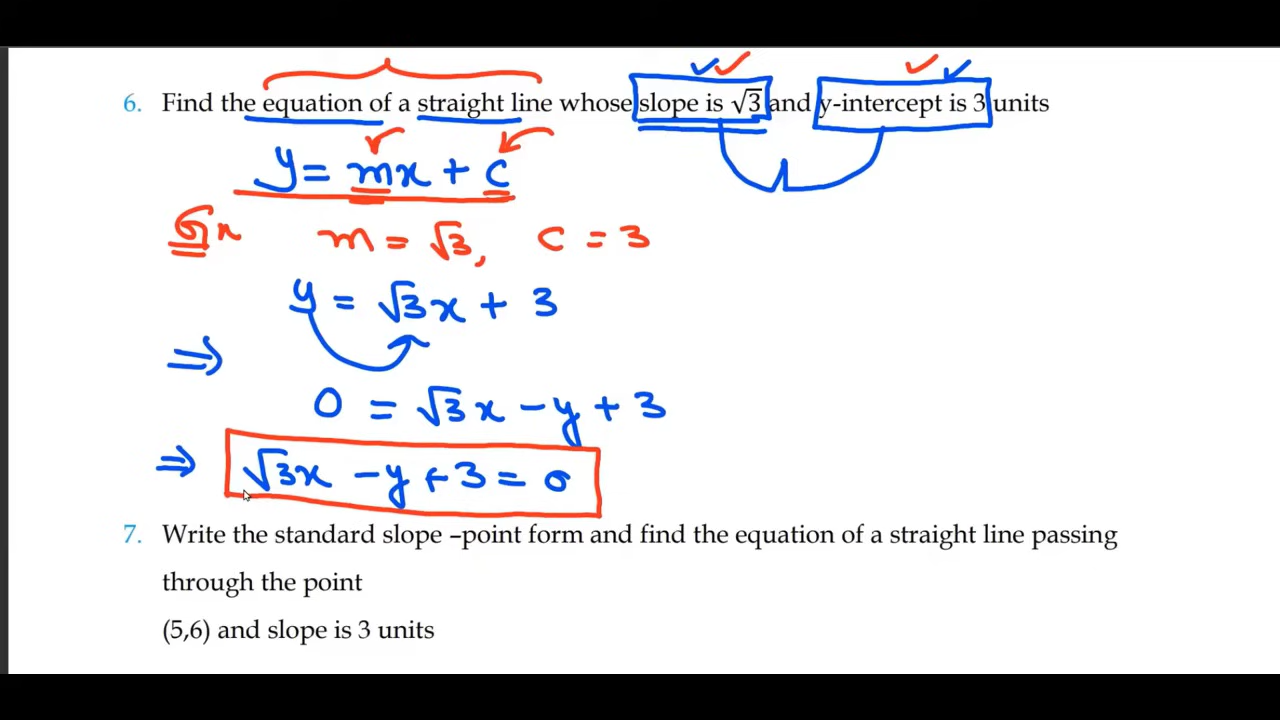 6. Find the equation of a straight line whose slope is √3 and y-intercept is 3 units
y = mx + c
m = √3, c = 3
y = √3x + 3
⇒
0 = √3x - y + 3
⇒ √3x - y + 3 = 0
7. Write the standard slope –point form and find the equation of a straight line passing
through the point
(5,6) and slope is 3 units